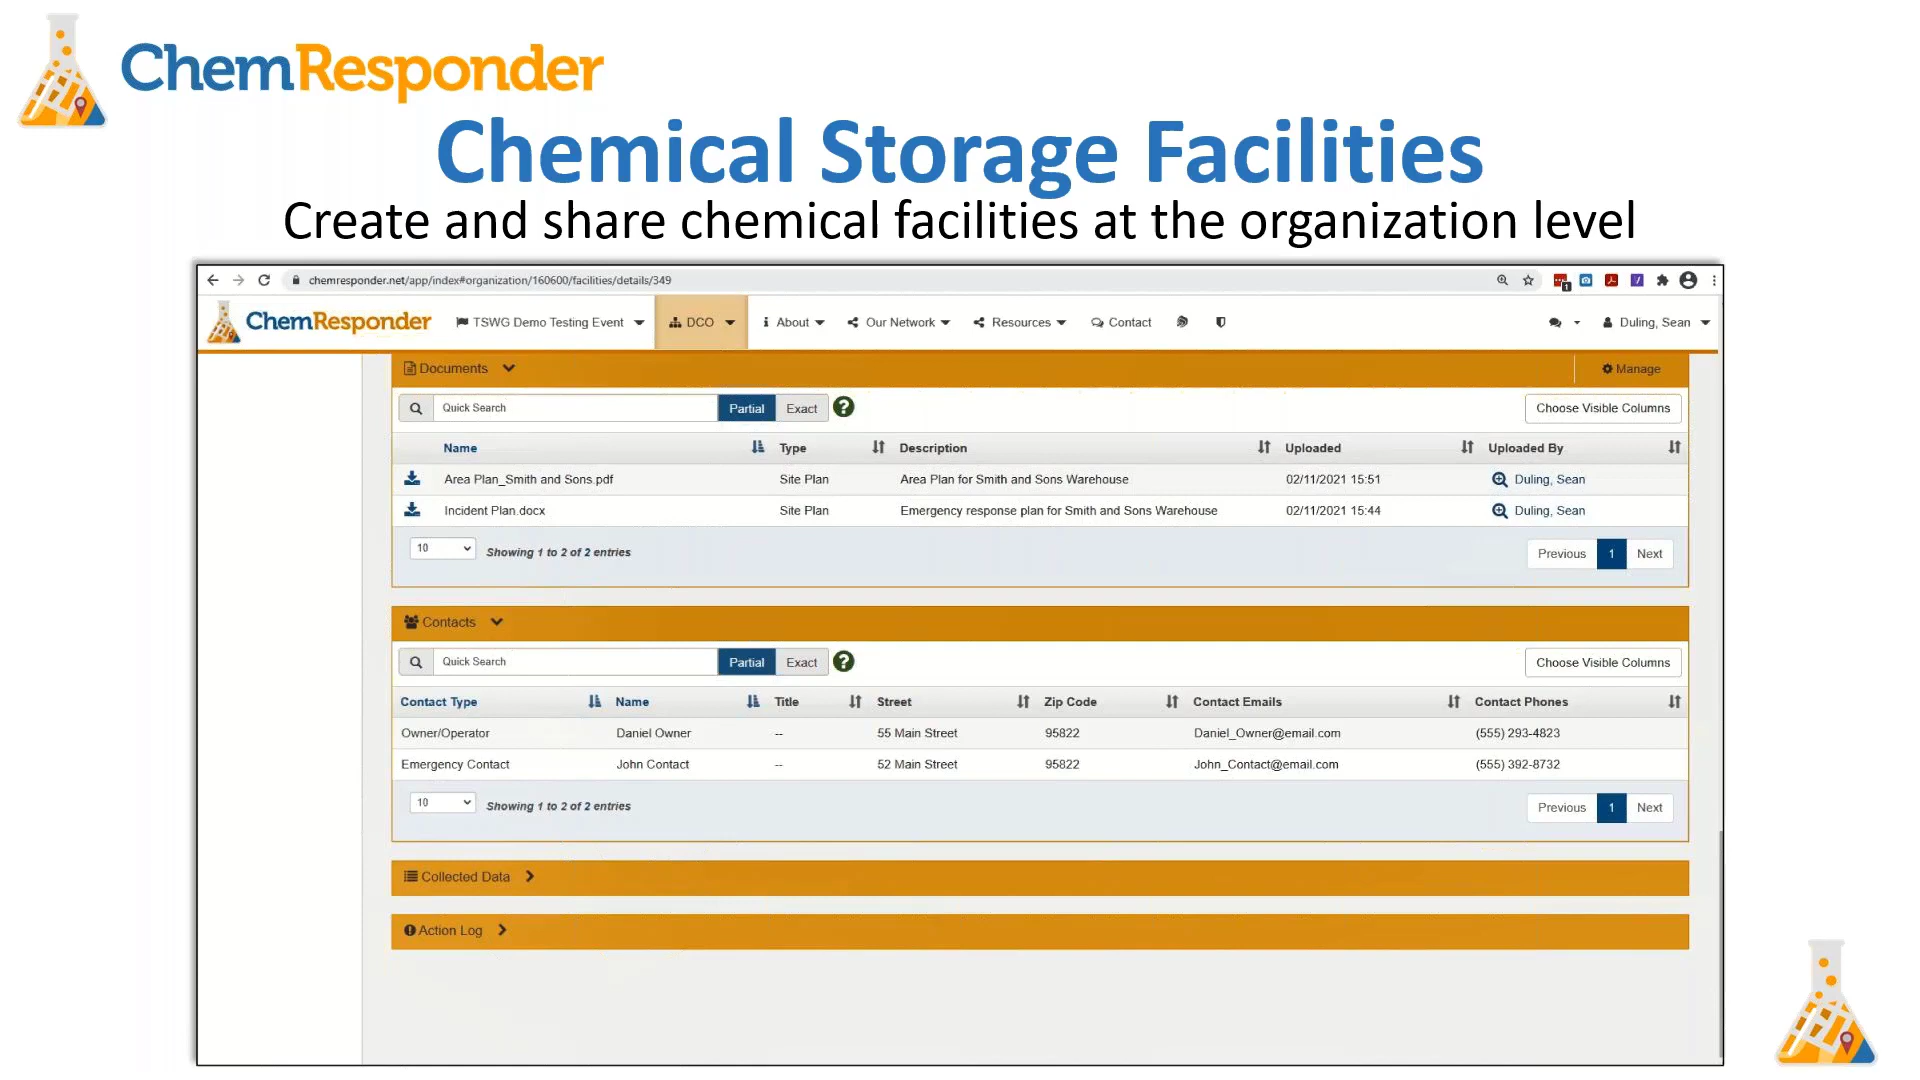 ChemResponder
Chemical Storage Facilities
Create and share chemical facilities at the organization level
chemresponder.net/app/index#organization/160600/facilities/details/349
1
ChemResponder TSWG Demo Testing Event DCO About Our Network Resources Contact Duling, Sean
Documents Manage
Quick Search Partial Exact ? Choose Visible Columns
Name Type Description Uploaded Uploaded By
Area Plan_Smith and Sons.pdf Site Plan Area Plan for Smith and Sons Warehouse 02/11/2021 15:51 Duling, Sean
Incident Plan.docx Site Plan Emergency response plan for Smith and Sons Warehouse 02/11/2021 15:44 Duling, Sean
10 Showing 1 to 2 of 2 entries Previous 1 Next
Contacts
Quick Search Partial Exact ? Choose Visible Columns
Contact Type Name Title Street Zip Code Contact Emails Contact Phones
Owner/Operator Daniel Owner -- 55 Main Street 95822 Daniel_Owner@email.com (555) 293-4823
Emergency Contact John Contact -- 52 Main Street 95822 John_Contact@email.com (555) 392-8732
10 Showing 1 to 2 of 2 entries Previous 1 Next
Collected Data
Action Log